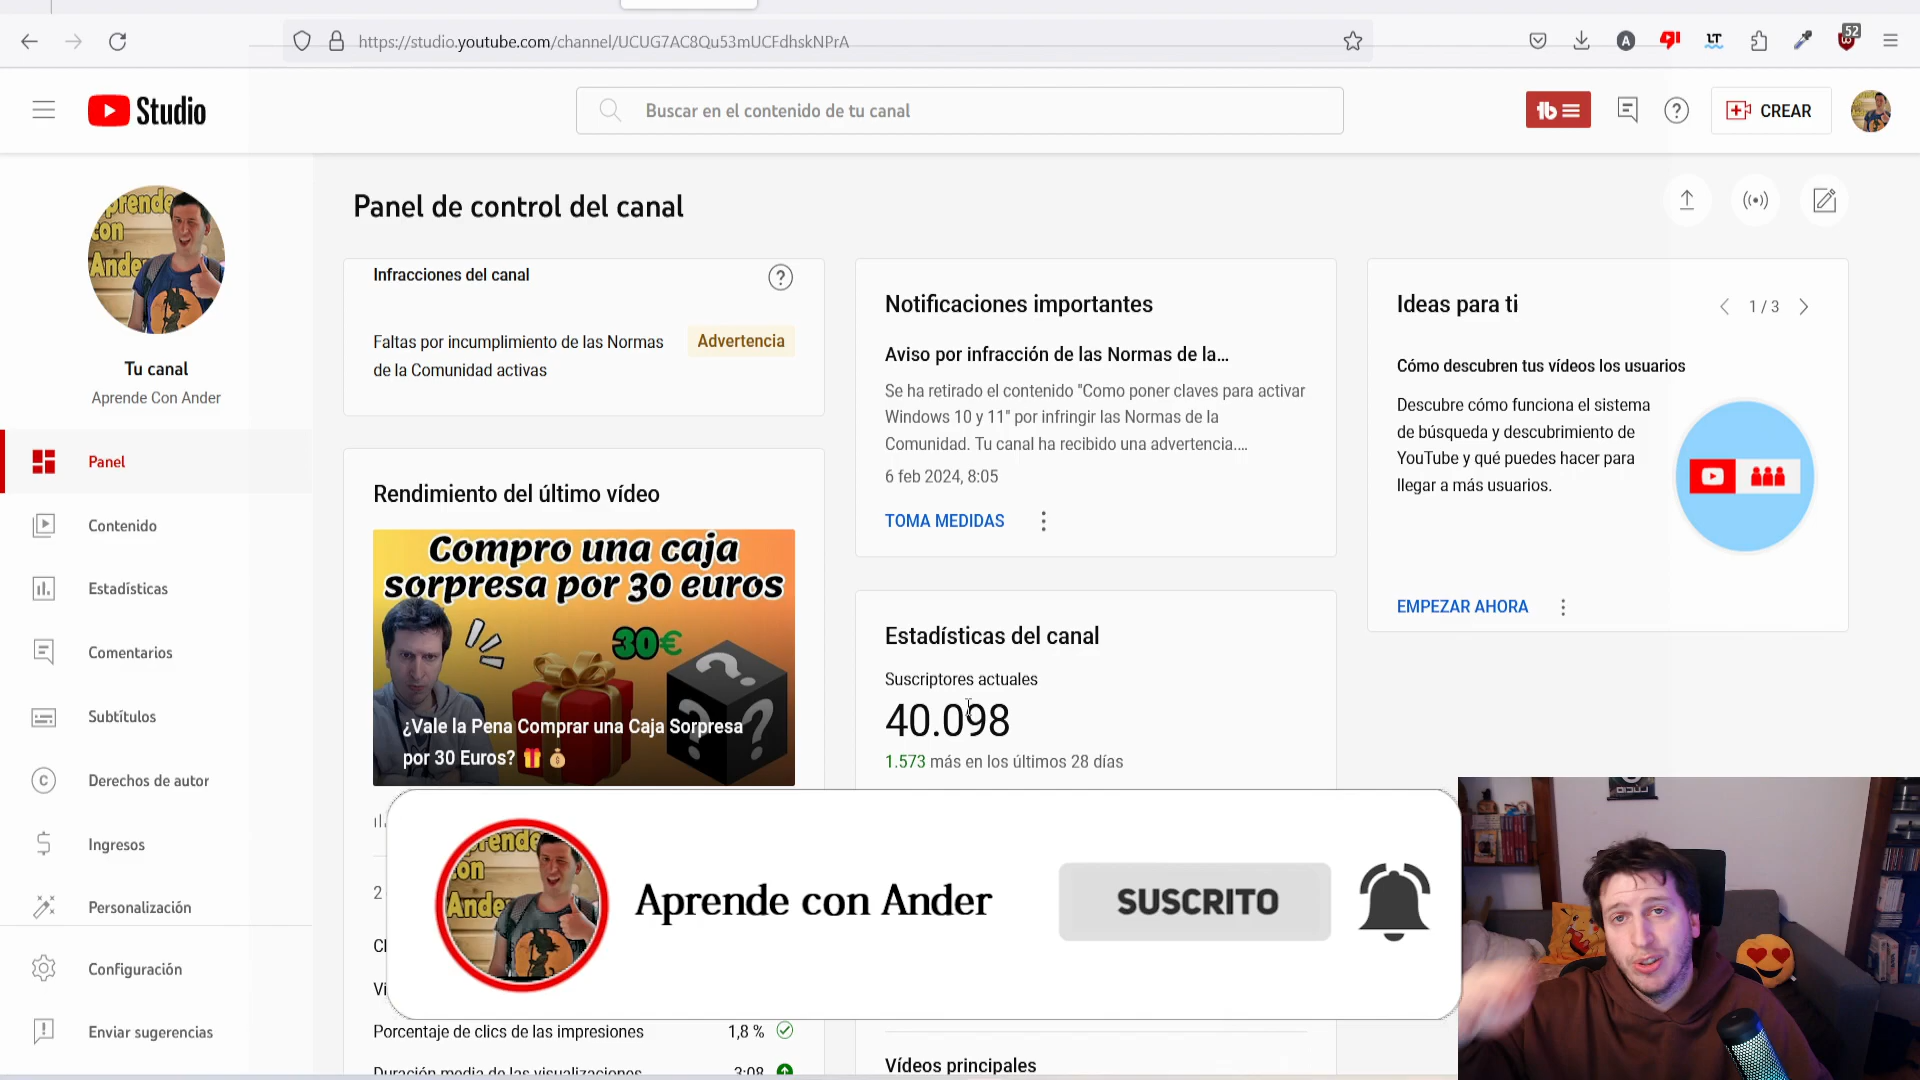 https://studio.youtube.com/channel/UCUG7AC8Qu53mUCFdhskNPrA
A
LT
52
Studio
Buscar en el contenido de tu canal
CREAR
Panel de control del canal
Tu canal
Aprende Con Ander
Panel
Contenido
Estadísticas
Comentarios
Subtítulos
Derechos de autor
Ingresos
Personalización
Configuración
Enviar sugerencias
Infracciones del canal
Faltas por incumplimiento de las Normas
de la Comunidad activas
Advertencia
Rendimiento del último vídeo
Compro una caja
sorpresa por 30 euros
30€
¿Vale la Pena Comprar una Caja Sorpresa
por 30 Euros?
Porcentaje de clics de las impresiones
1,8 %
Duración media de las visualizaciones
3:08
Notificaciones importantes
Aviso por infracción de las Normas de la...
Se ha retirado el contenido "Como poner claves para activar
Windows 10 y 11" por infringir las Normas de la
Comunidad. Tu canal ha recibido una advertencia....
6 feb 2024, 8:05
TOMA MEDIDAS
Estadísticas del canal
Suscriptores actuales
40.098
1.573 más en los últimos 28 días
Vídeos principales
Ideas para ti
1 / 3
Cómo descubren tus vídeos los usuarios
Descubre cómo funciona el sistema
de búsqueda y descubrimiento de
YouTube y qué puedes hacer para
llegar a más usuarios.
EMPEZAR AHORA
Aprende con Ander
SUSCRITO